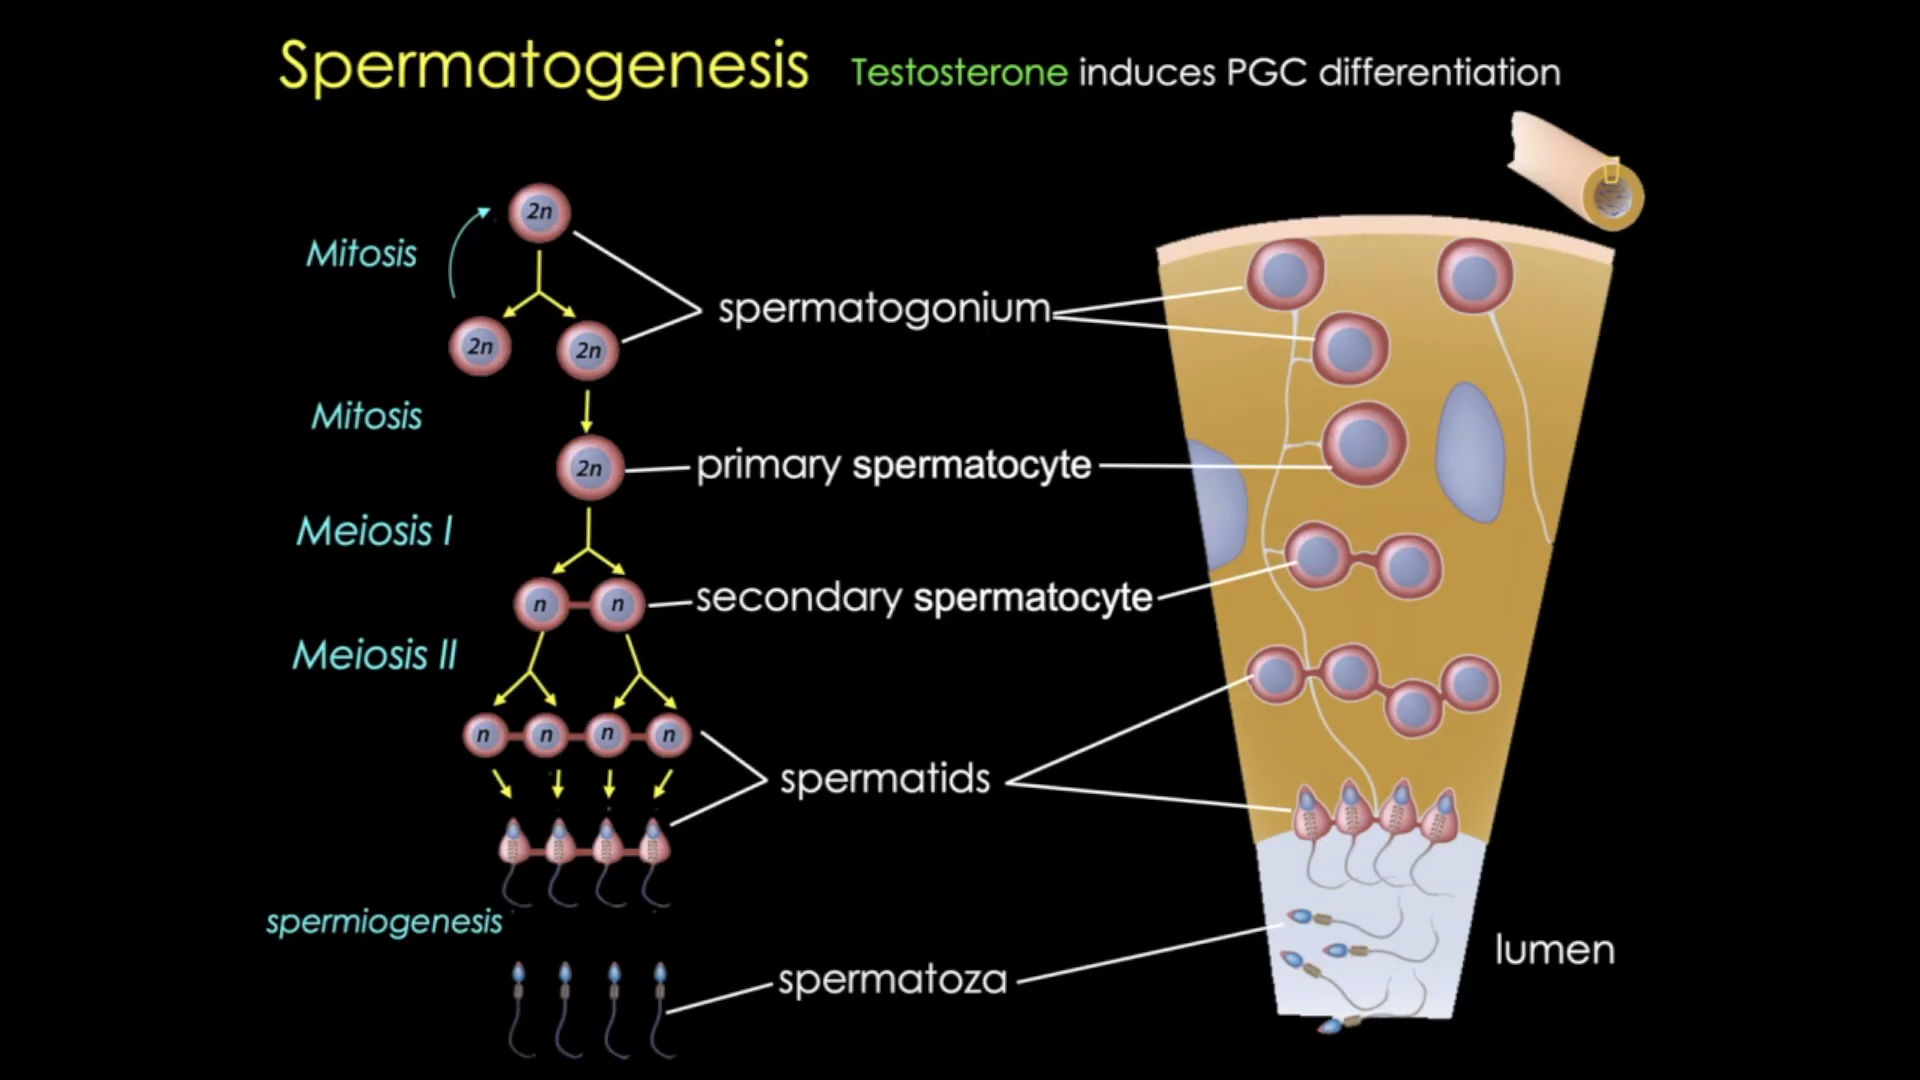 Spermatogenesis Testosterone induces PGC differentiation
2n
Mitosis
spermatogonium
2n 2n
Mitosis
2n
primary spermatocyte
Meiosis I
n n
secondary spermatocyte
Meiosis II
n n n n
spermatids
spermiogenesis
lumen
spermatoza